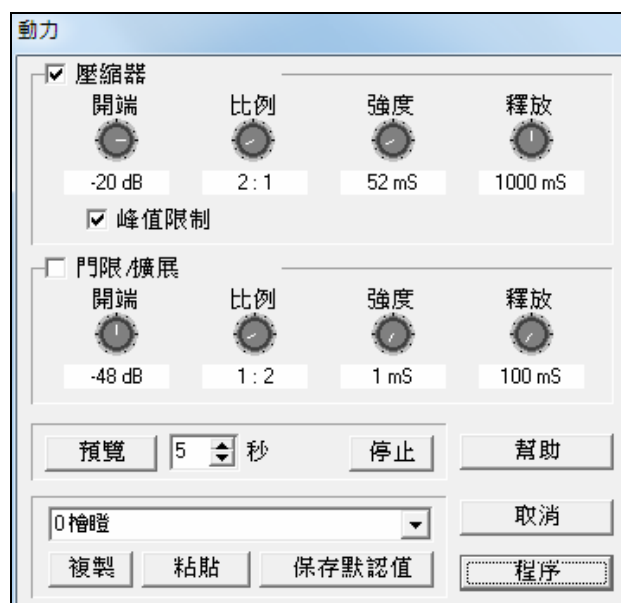 動力
壓縮器
開端 比例 強度 釋放
-20 dB 2 : 1 52 mS 1000 mS
峰值限制
門限/擴展
開端 比例 強度 釋放
-48 dB 1 : 2 1 mS 100 mS
預覽 5 秒 停止 幫助
0檜瞪 取消
複製 粘貼 保存默認值 程序